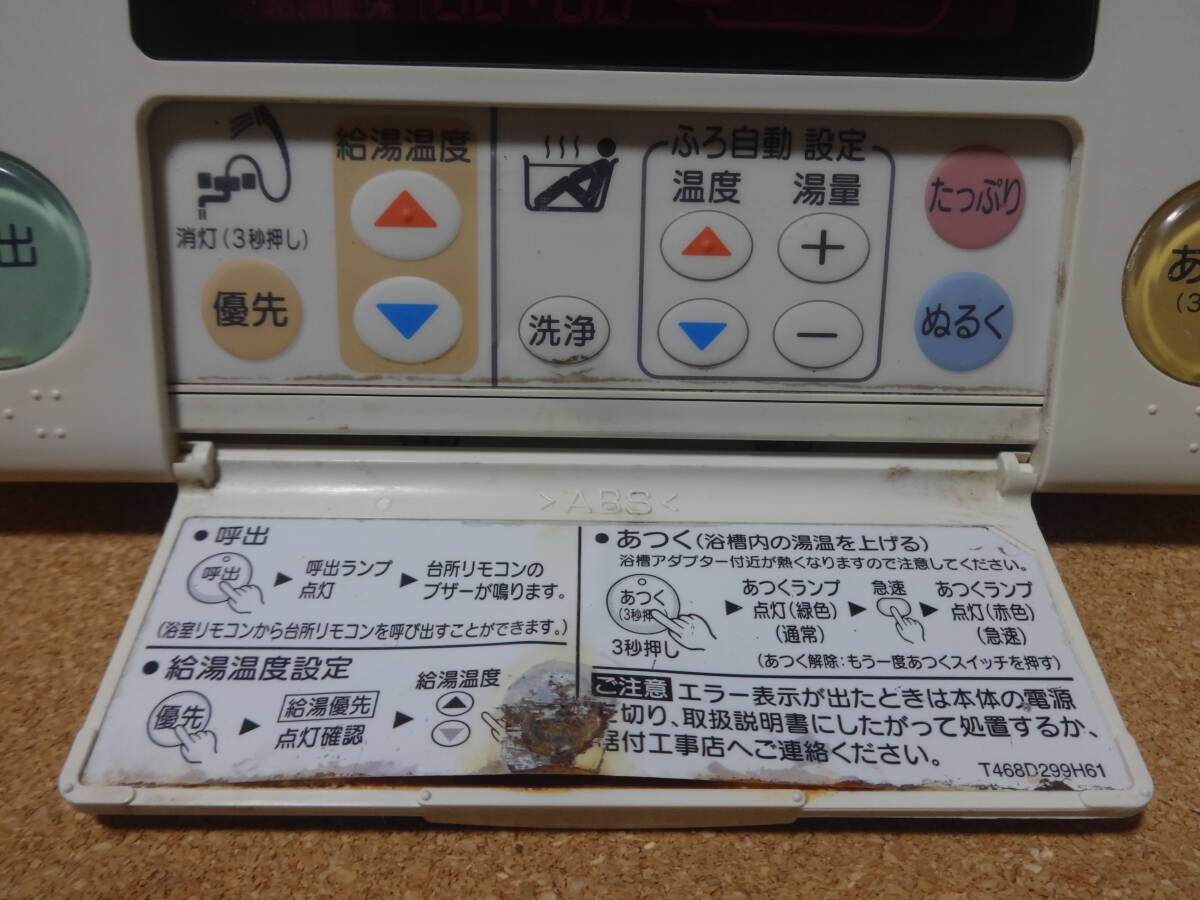 出
給湯温度
消灯(3秒押し)
優先
洗浄
ふろ自動 設定
温度
湯量
たっぷり
ぬるく
あ
(3
>ABS<
●呼出
呼出
呼出ランプ
点灯
台所リモコンの
ブザーが鳴ります。
(浴室リモコンから台所リモコンを呼び出すことができます。)
●給湯温度設定
優先
給湯優先
点灯確認
給湯温度
●あつく(浴槽内の湯温を上げる)
浴槽アダプター付近が熱くなりますので注意してください。
あつく
(3秒押
3秒押し
あつくランプ
点灯(緑色)
(通常)
急速
あつくランプ
点灯(赤色)
(急速)
(あつく解除:もう一度あつくスイッチを押す)
ご注意 エラー表示が出たときは本体の電源
切り、取扱説明書にしたがって処置するか、
据付工事店へご連絡ください。
T468D299H61